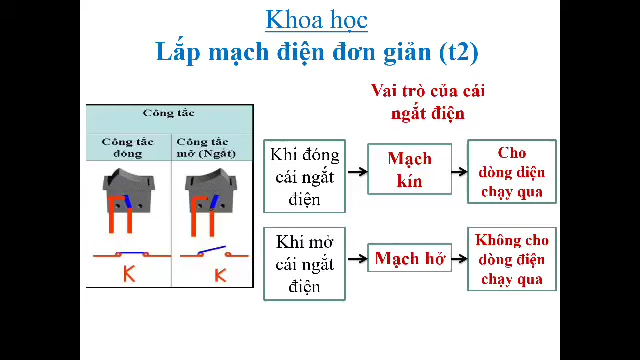 Khoa học
Lắp mạch điện đơn giản (t2)
Vai trò của cái
ngắt điện
Công tắc
Công tắc
đóng
Công tắc
mở (Ngắt)
K
K
Khi đóng
cái ngắt
điện
Mạch
kín
Cho
dòng điện
chạy qua
Khi mở
cái ngắt
điện
Mạch hở
Không cho
dòng điện
chạy qua